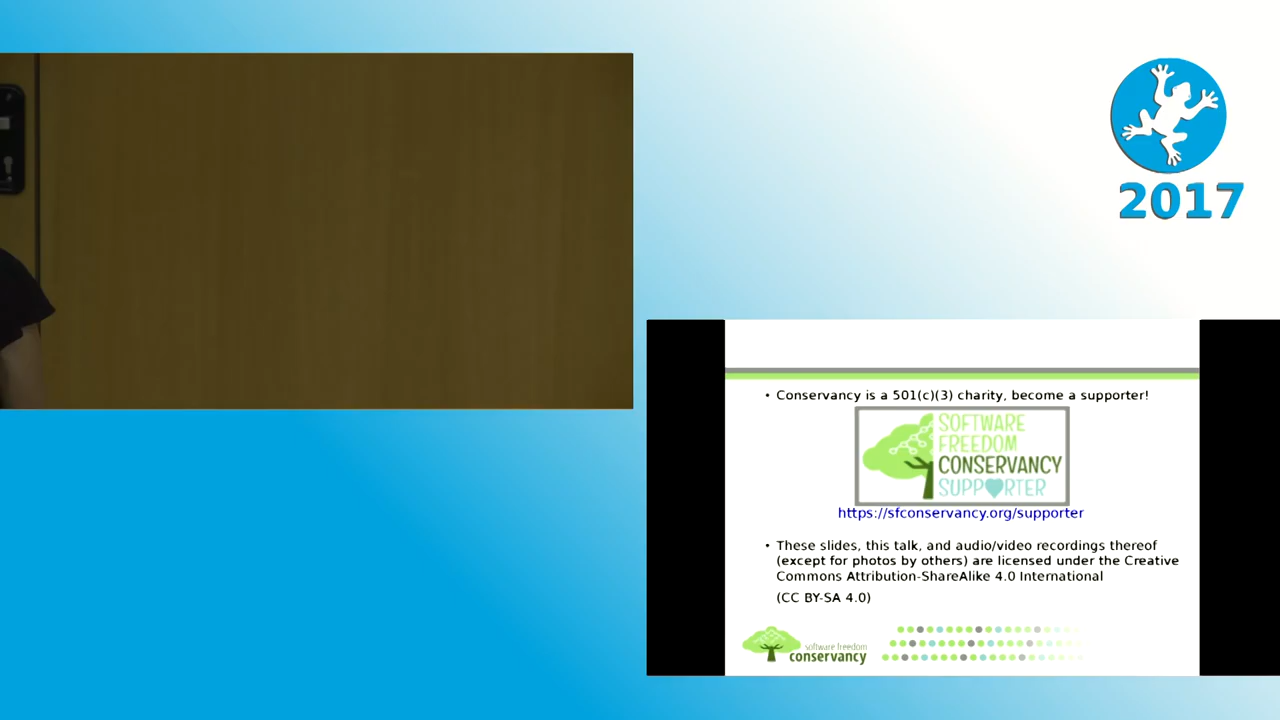 2017
• Conservancy is a 501(c)(3) charity, become a supporter!
SOFTWARE
FREEDOM
CONSERVANCY
SUPPORTER
https://sfconservancy.org/supporter
• These slides, this talk, and audio/video recordings thereof
(except for photos by others) are licensed under the Creative
Commons Attribution-ShareAlike 4.0 International
(CC BY-SA 4.0)
software freedom
conservancy